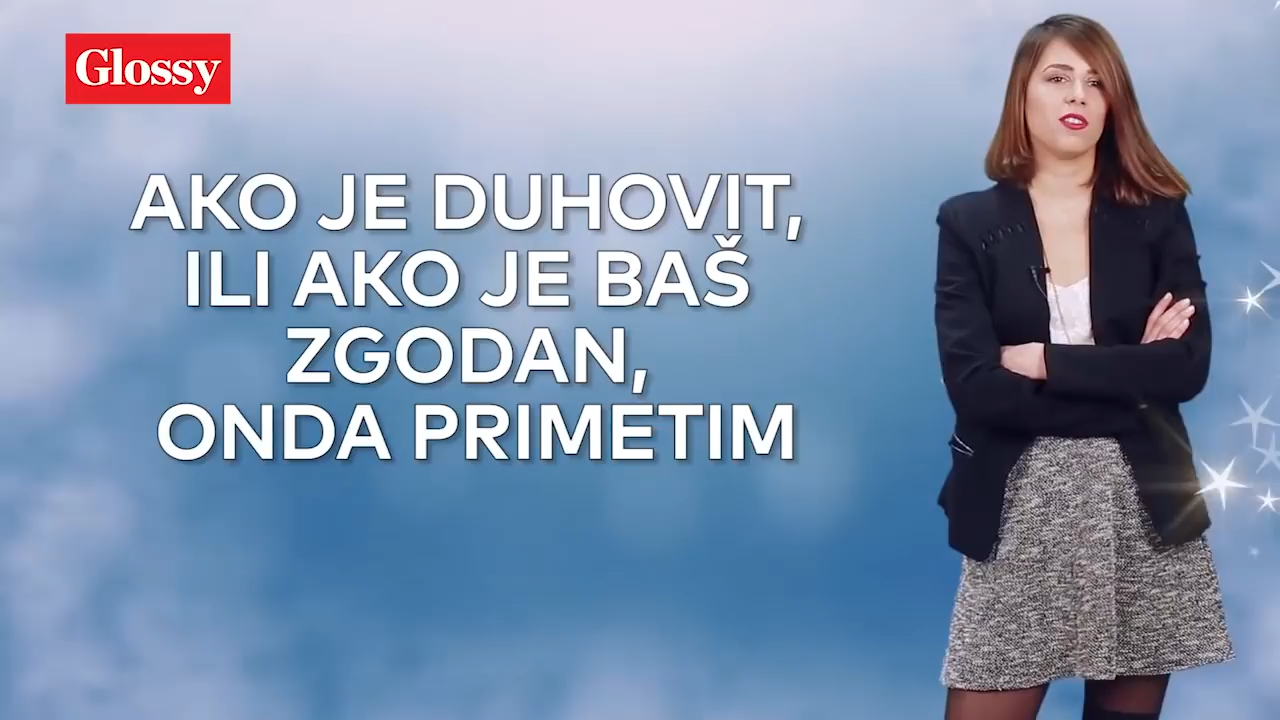 Glossy
AKO JE DUHOVIT,
ILI AKO JE BAŠ
ZGODAN,
ONDA PRIMETIM